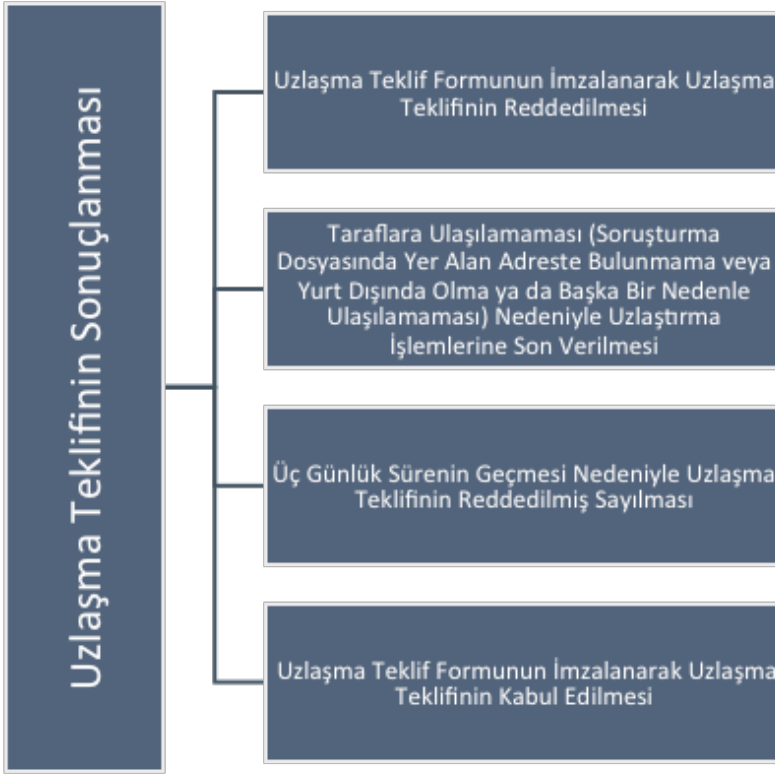 Uzlaşma Teklifinin Sonuçlanması
Uzlaşma Teklif Formunun İmzalanarak Uzlaşma
Teklifinin Reddedilmesi
Taraflara Ulaşılamaması (Soruşturma
Dosyasında Yer Alan Adreste Bulunmama veya
Yurt Dışında Olma ya da Başka Bir Nedenle
Ulaşılamaması) Nedeniyle Uzlaştırma
İşlemlerine Son Verilmesi
Üç Günlük Sürenin Geçmesi Nedeniyle Uzlaşma
Teklifinin Reddedilmiş Sayılması
Uzlaşma Teklif Formunun İmzalanarak Uzlaşma
Teklifinin Kabul Edilmesi